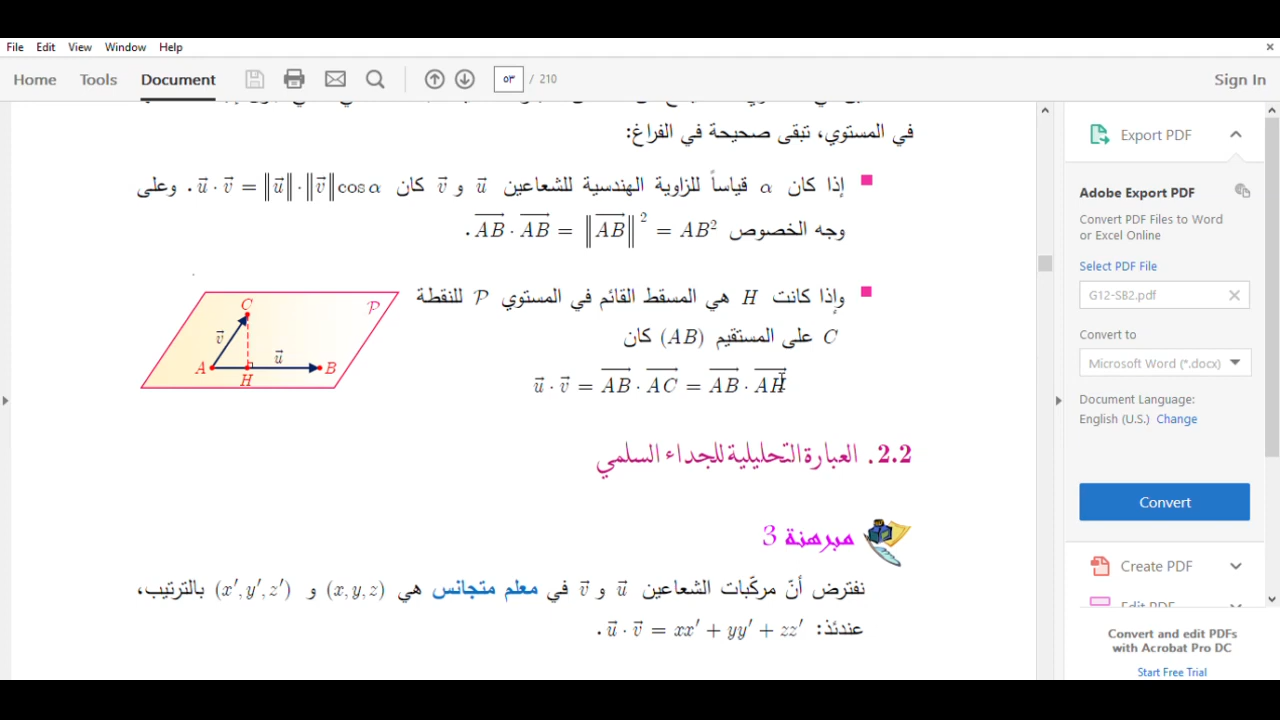 File Edit View Window Help ×
Home Tools Document ٥٣ / 210 Sign In
في المستوي، تبقى صحيحة في الفراغ:
إذا كان α قياساً للزاوية الهندسية للشعاعين u⃗ و v⃗ كان u⃗ · v⃗ = ‖u⃗‖ · ‖v⃗‖ cos α . وعلى
وجه الخصوص AB⃗ · AB⃗ = ‖AB⃗‖² = AB² .
وإذا كانت H هي المسقط القائم في المستوي P للنقطة
C على المستقيم (AB) كان
u⃗ · v⃗ = AB⃗ · AC⃗ = AB⃗ · AH⃗
C P
v⃗ u⃗
A H B
2.2. العبارة التحليلية للجداء السلمي
مبرهنة 3
نفترض أنّ مركّبات الشعاعين u⃗ و v⃗ في معلم متجانس هي (x, y, z) و (x′, y′, z′) بالترتيب،
عندئذ: u⃗ · v⃗ = xx′ + yy′ + zz′ .
Export PDF
Adobe Export PDF
Convert PDF Files to Word
or Excel Online
Select PDF File
G12-SB2.pdf
Convert to
Microsoft Word (*.docx)
Document Language:
English (U.S.) Change
Convert
Create PDF
Edit PDF
Convert and edit PDFs
with Acrobat Pro DC
Start Free Trial